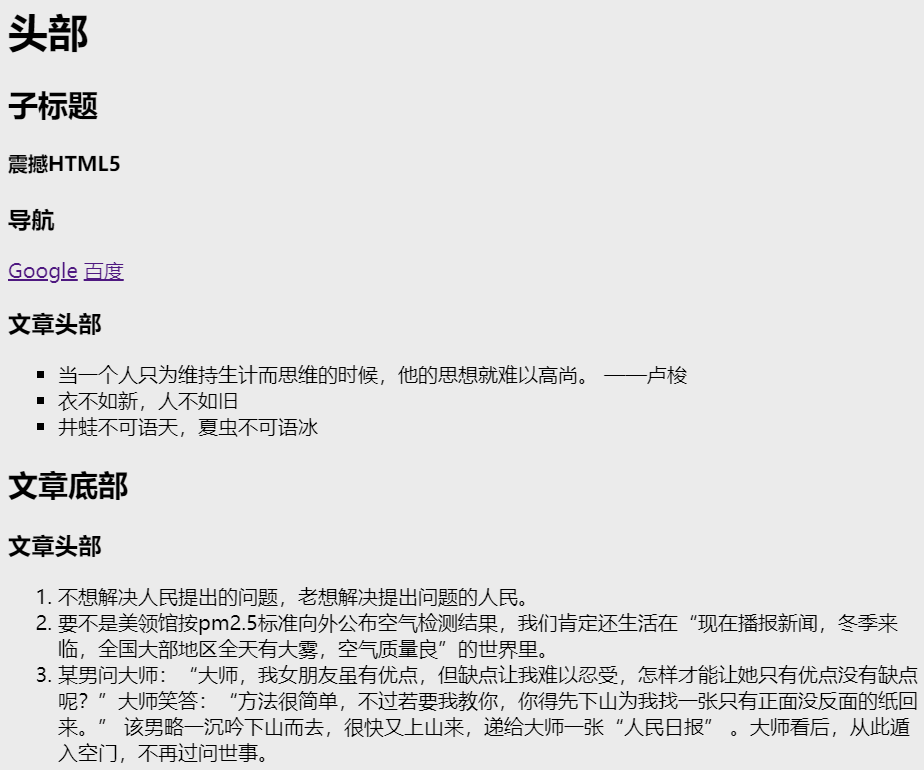 头部
子标题
震撼HTML5
导航
Google 百度
文章头部
当一个人只为维持生计而思维的时候，他的思想就难以高尚。 ——卢梭
衣不如新，人不如旧
井蛙不可语天，夏虫不可语冰
文章底部
文章头部
1. 不想解决人民提出的问题，老想解决提出问题的人民。
2. 要不是美领馆按pm2.5标准向外公布空气检测结果，我们肯定还生活在“现在播报新闻，冬季来
临，全国大部地区全天有大雾，空气质量良”的世界里。
3. 某男问大师：“大师，我女朋友虽有优点，但缺点让我难以忍受，怎样才能让她只有优点没有缺点
呢？”大师笑答：“方法很简单，不过若要我教你，你得先下山为我找一张只有正面没反面的纸回
来。” 该男略一沉吟下山而去，很快又上山来，递给大师一张“人民日报” 。大师看后，从此遁
入空门，不再过问世事。